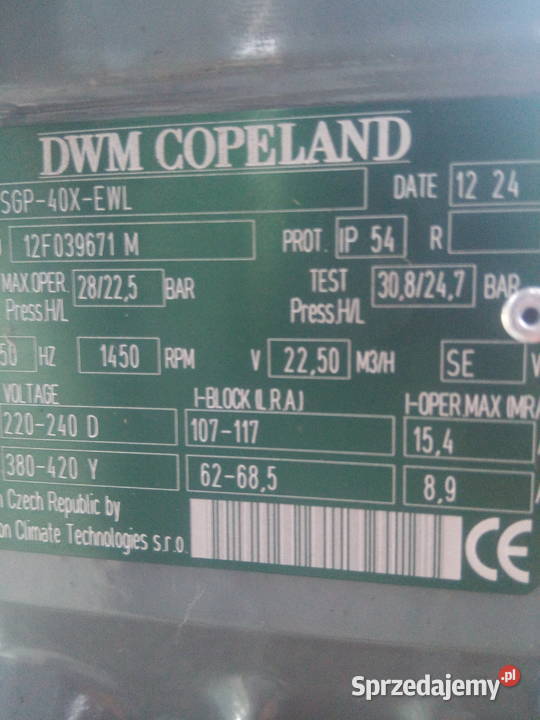 DWM COPELAND
SGP-40X-EWL DATE 12 24
12F039671 M PROT. IP 54 R
MAX.OPER. 28/22,5 BAR TEST 30,8/24,7 BAR
Press.H/L Press.H/L
50 HZ 1450 RPM V 22,50 M3/H SE V
VOLTAGE I-BLOCK (L.R.A.) I-OPER.MAX (MR
220-240 D 107-117 15,4
380-420 Y 62-68,5 8,9
n Czech Republic by
on Climate Technologies s.r.o.
CE
Sprzedajemy.pl